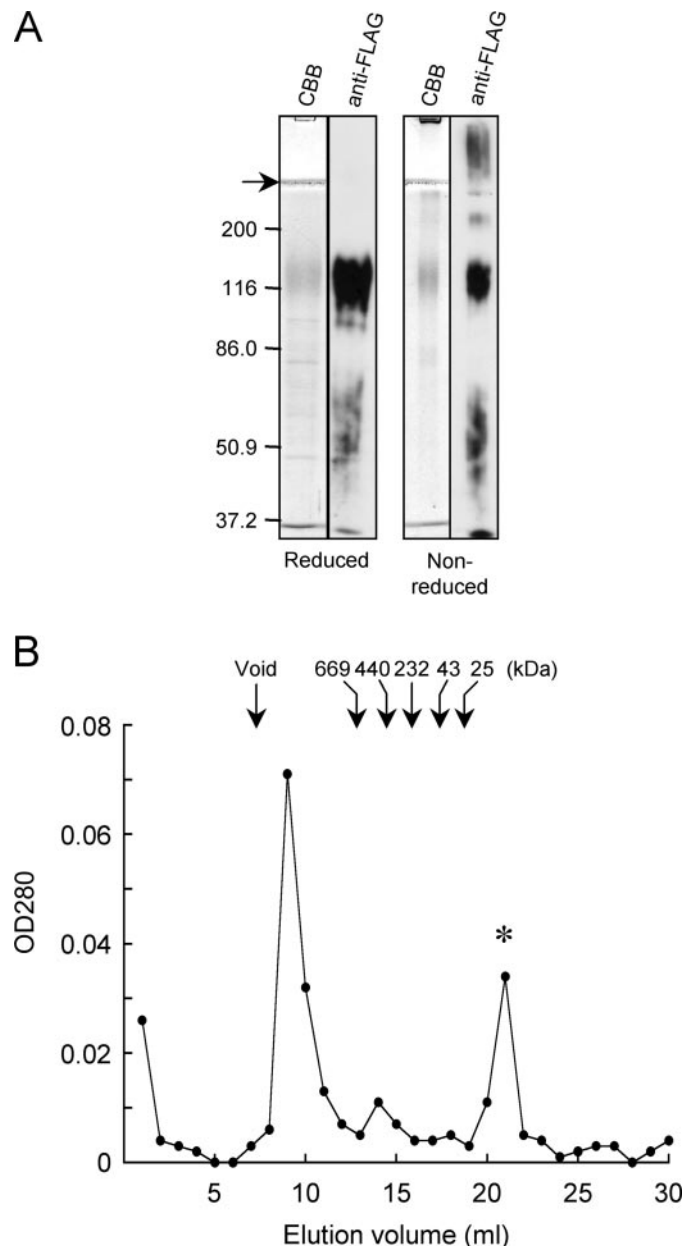 A
CBB
anti-FLAG
CBB
anti-FLAG
200
116
86.0
50.9
37.2
Reduced
Non-
reduced
B
Void 669 440 232 43 25 (kDa)
0.08
0.06
0.04
0.02
0
OD280
*
5 10 15 20 25 30
Elution volume (ml)